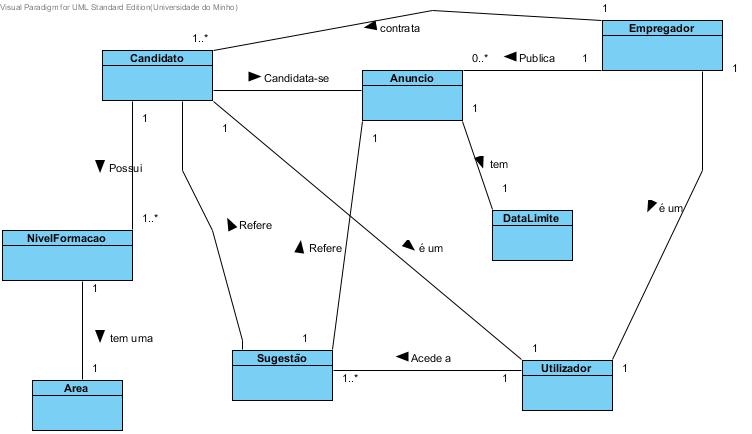 Visual Paradigm for UML Standard Edition(Universidade do Minho)
1
contrata
1..*
Empregador
Candidato
0..*
Publica
1
1
Candidata-se
Anuncio
1
1
1
1
Possui
tem
1
1..*
é um
DataLimite
Refere
Refere
é um
NivelFormacao
1
tem uma
1
1
Sugestão
Acede a
Utilizador
1
1
1..*
1
Area